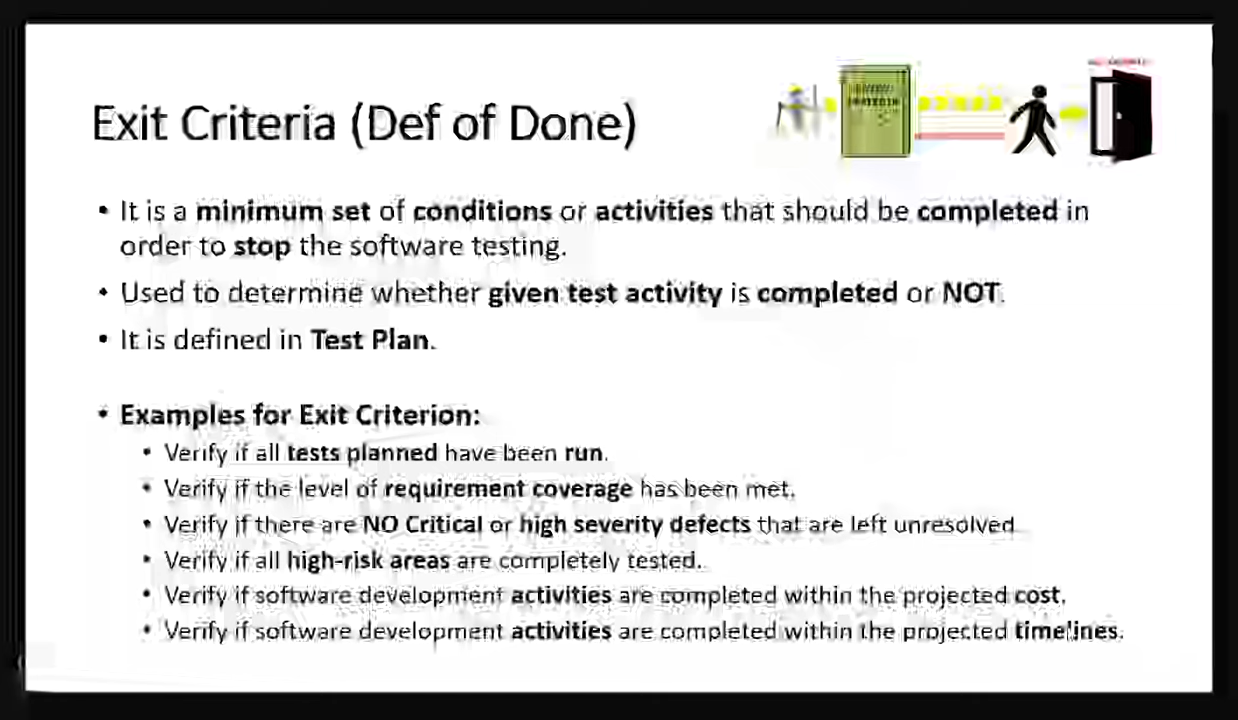 Exit Criteria (Def of Done)
• It is a minimum set of conditions or activities that should be completed in
order to stop the software testing.
• Used to determine whether given test activity is completed or NOT.
• It is defined in Test Plan.
• Examples for Exit Criterion:
• Verify if all tests planned have been run.
• Verify if the level of requirement coverage has been met.
• Verify if there are NO Critical or high severity defects that are left unresolved
• Verify if all high-risk areas are completely tested.
• Verify if software development activities are completed within the projected cost.
• Verify if software development activities are completed within the projected timelines.